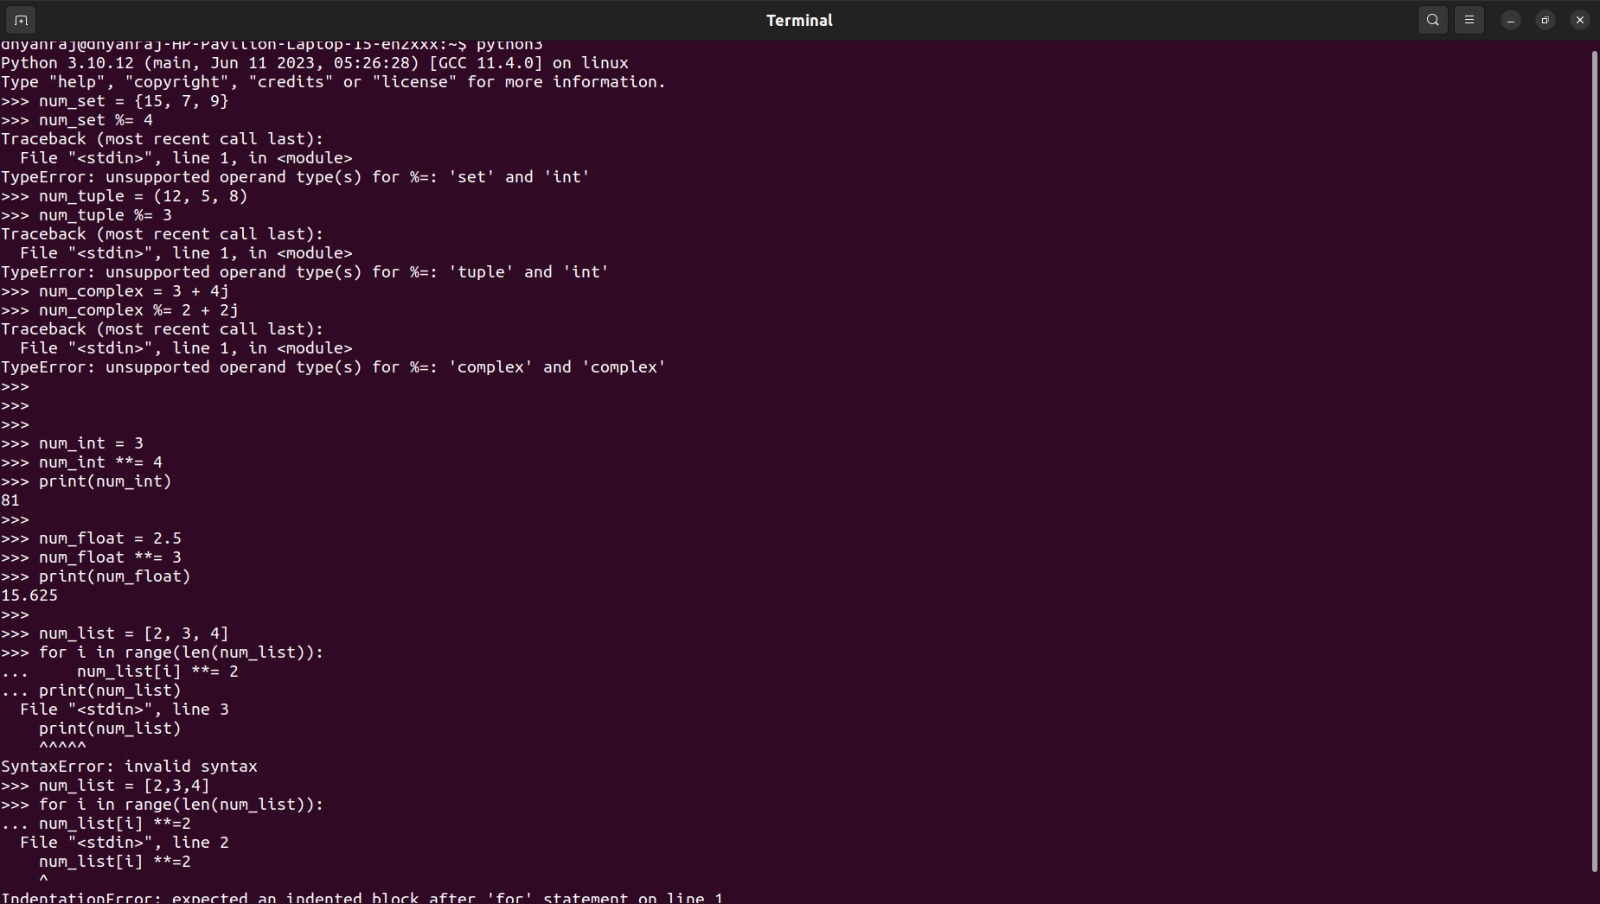 Terminal
dnyanraj@dnyanraj-HP-Pavilion-Laptop-15-eh2xxx:~$ python3
Python 3.10.12 (main, Jun 11 2023, 05:26:28) [GCC 11.4.0] on linux
Type "help", "copyright", "credits" or "license" for more information.
>>> num_set = {15, 7, 9}
>>> num_set %= 4
Traceback (most recent call last):
  File "<stdin>", line 1, in <module>
TypeError: unsupported operand type(s) for %=: 'set' and 'int'
>>> num_tuple = (12, 5, 8)
>>> num_tuple %= 3
Traceback (most recent call last):
  File "<stdin>", line 1, in <module>
TypeError: unsupported operand type(s) for %=: 'tuple' and 'int'
>>> num_complex = 3 + 4j
>>> num_complex %= 2 + 2j
Traceback (most recent call last):
  File "<stdin>", line 1, in <module>
TypeError: unsupported operand type(s) for %=: 'complex' and 'complex'
>>>
>>>
>>>
>>> num_int = 3
>>> num_int **= 4
>>> print(num_int)
81
>>>
>>> num_float = 2.5
>>> num_float **= 3
>>> print(num_float)
15.625
>>>
>>> num_list = [2, 3, 4]
>>> for i in range(len(num_list)):
...     num_list[i] **= 2
... print(num_list)
  File "<stdin>", line 3
    print(num_list)
    ^^^^^
SyntaxError: invalid syntax
>>> num_list = [2,3,4]
>>> for i in range(len(num_list)):
... num_list[i] **=2
  File "<stdin>", line 2
    num_list[i] **=2
    ^
IndentationError: expected an indented block after 'for' statement on line 1